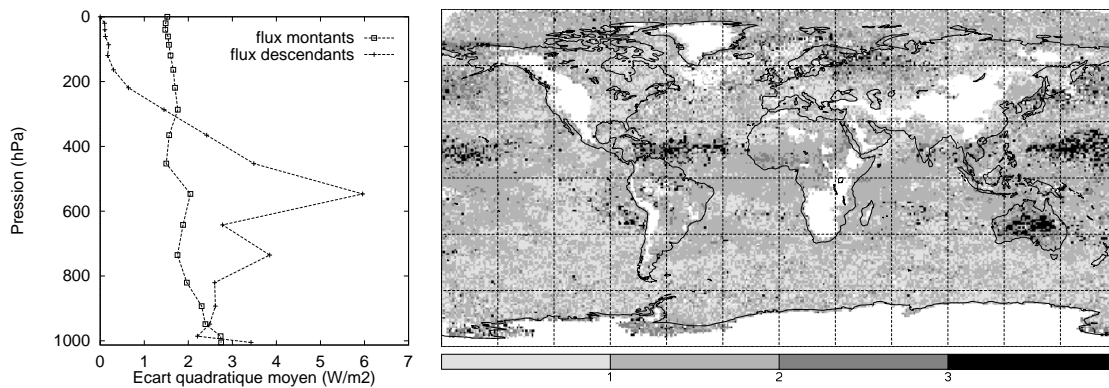 0
200
400
600
800
1000
Pression (hPa)
flux montants
flux descendants
0 1 2 3 4 5 6 7
Ecart quadratique moyen (W/m2)
1 2 3